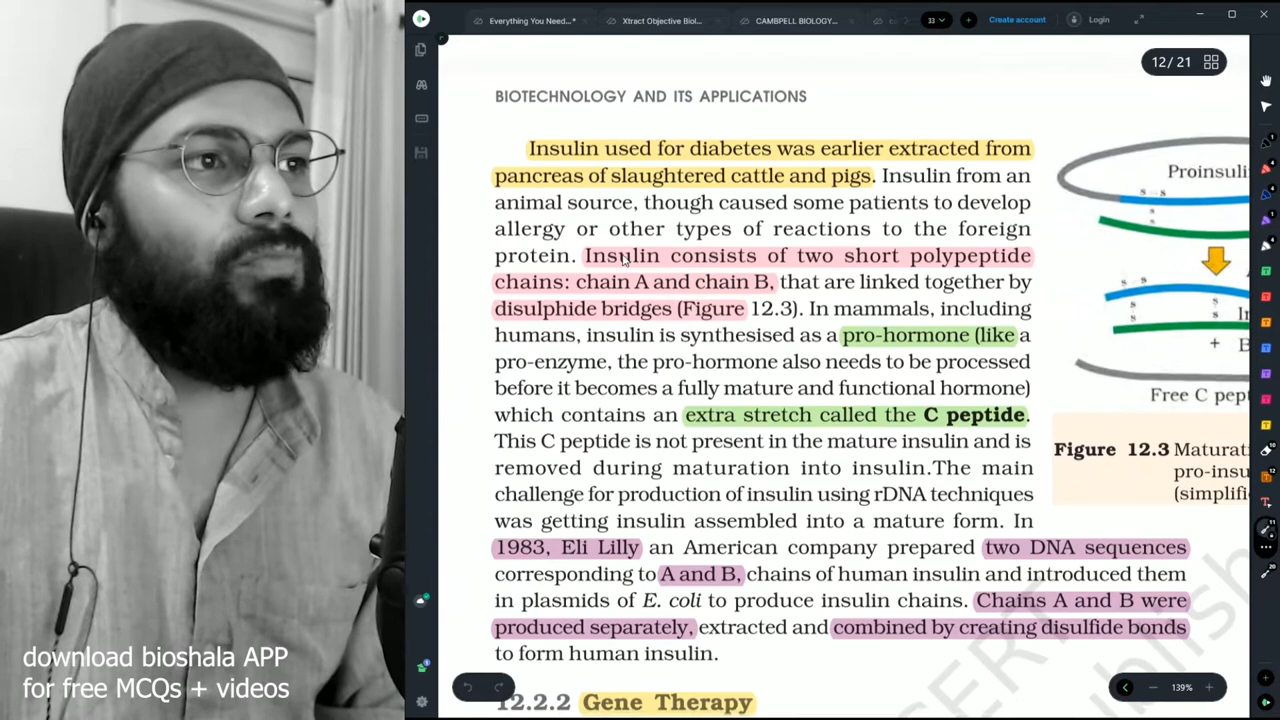 Everything You Need...*
Xtract Objective Biol...
CAMBPELL BIOLOGY...
33
Create account
Login
12/ 21
BIOTECHNOLOGY AND ITS APPLICATIONS
Insulin used for diabetes was earlier extracted from
pancreas of slaughtered cattle and pigs. Insulin from an
animal source, though caused some patients to develop
allergy or other types of reactions to the foreign
protein. Insulin consists of two short polypeptide
chains: chain A and chain B, that are linked together by
disulphide bridges (Figure 12.3). In mammals, including
humans, insulin is synthesised as a pro-hormone (like a
pro-enzyme, the pro-hormone also needs to be processed
before it becomes a fully mature and functional hormone)
which contains an extra stretch called the C peptide.
This C peptide is not present in the mature insulin and is
removed during maturation into insulin.The main
challenge for production of insulin using rDNA techniques
was getting insulin assembled into a mature form. In
1983, Eli Lilly an American company prepared two DNA sequences
corresponding to A and B, chains of human insulin and introduced them
in plasmids of E. coli to produce insulin chains. Chains A and B were
produced separately, extracted and combined by creating disulfide bonds
to form human insulin.
12.2.2 Gene Therapy
Proinsuli
s s
s
s
s s
s
s
s
s
+
Free C pept
Figure 12.3 Maturati
pro-insu
(simplifi
139%
download bioshala APP
for free MCQs + videos